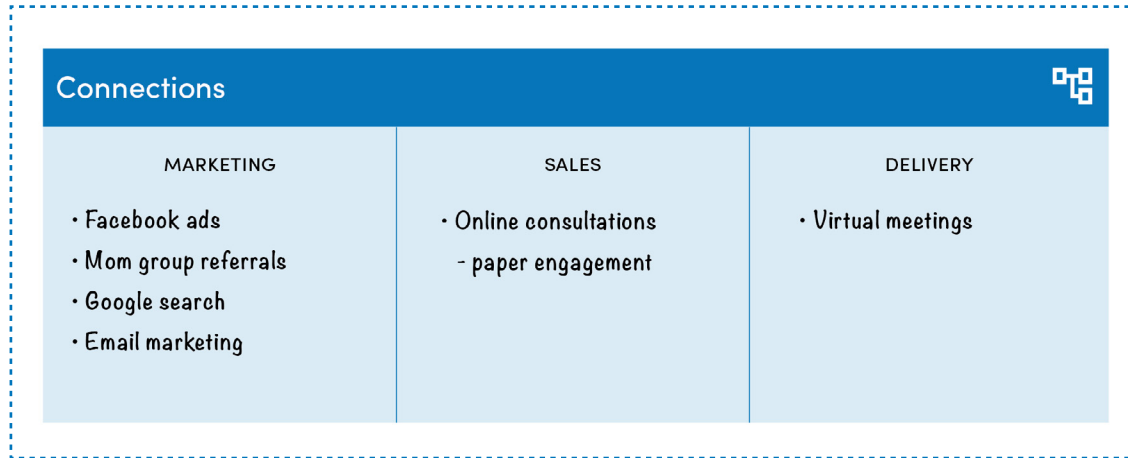 Connections
MARKETING
• Facebook ads
• Mom group referrals
• Google search
• Email marketing
SALES
• Online consultations
- paper engagement
DELIVERY
• Virtual meetings